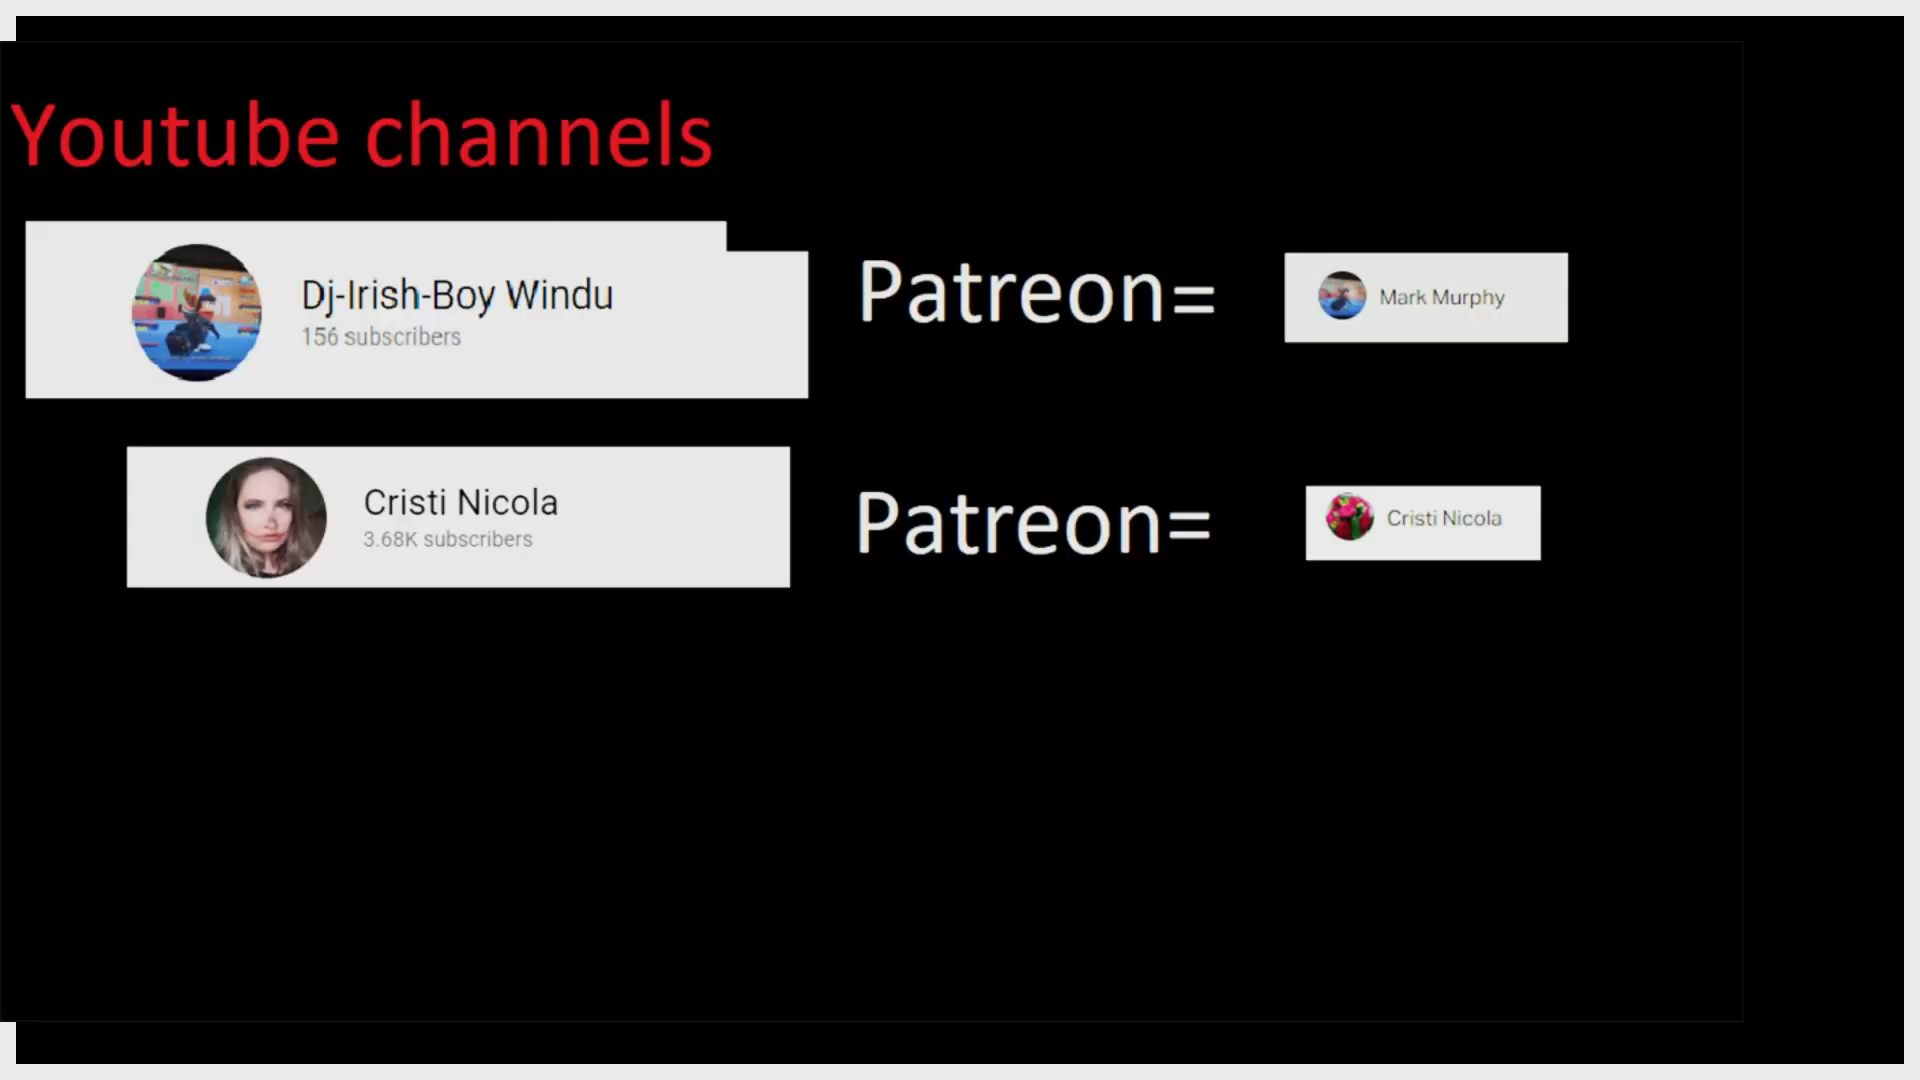 Youtube channels
Dj-Irish-Boy Windu
156 subscribers
Patreon=
Mark Murphy
Cristi Nicola
3.68K subscribers
Patreon=
Cristi Nicola